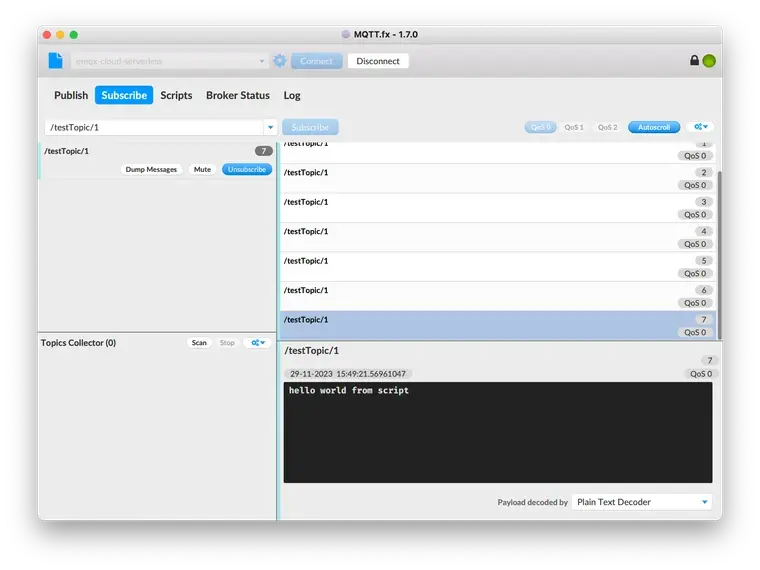 MQTT.fx - 1.7.0
emqx-cloud-serverless
Connect
Disconnect
Publish
Subscribe
Scripts
Broker Status
Log
/testTopic/1
Subscribe
QoS 0
QoS 1
QoS 2
Autoscroll
/testTopic/1
7
Dump Messages
Mute
Unsubscribe
/testTopic/1
1
QoS 0
/testTopic/1
2
QoS 0
/testTopic/1
3
QoS 0
/testTopic/1
4
QoS 0
/testTopic/1
5
QoS 0
/testTopic/1
6
QoS 0
/testTopic/1
7
QoS 0
Topics Collector (0)
Scan
Stop
/testTopic/1
7
29-11-2023 15:49:21.56961047
QoS 0
hello world from script
Payload decoded by
Plain Text Decoder